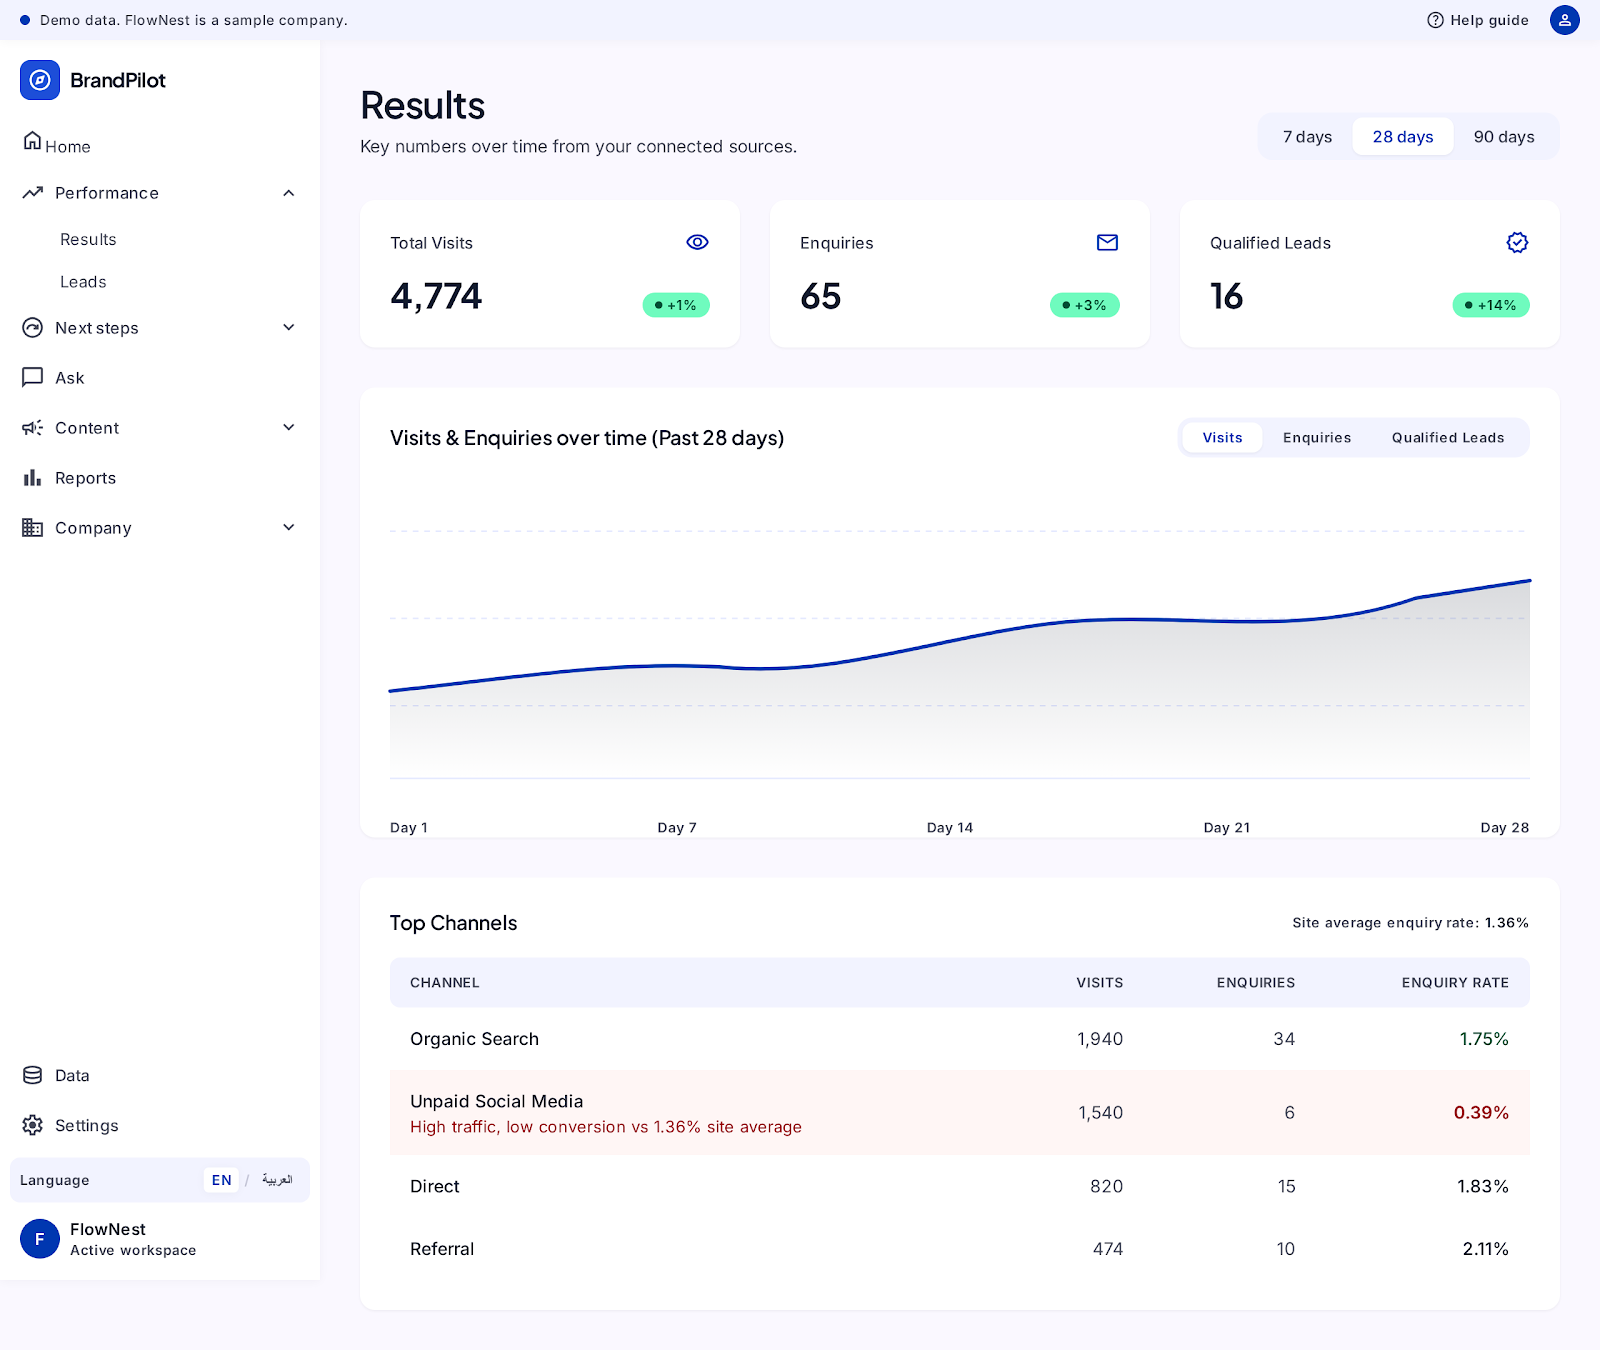 Demo data. FlowNest is a sample company.
Help guide
BrandPilot
Home
Performance
Results
Leads
Next steps
Ask
Content
Reports
Company
Data
Settings
Language
EN / العربية
F
FlowNest
Active workspace
Results
Key numbers over time from your connected sources.
7 days
28 days
90 days
Total Visits
4,774
+1%
Enquiries
65
+3%
Qualified Leads
16
+14%
Visits & Enquiries over time (Past 28 days)
Visits
Enquiries
Qualified Leads
Day 1
Day 7
Day 14
Day 21
Day 28
Top Channels
Site average enquiry rate: 1.36%
CHANNEL VISITS ENQUIRIES ENQUIRY RATE
Organic Search 1,940 34 1.75%
Unpaid Social Media 1,540 6 0.39%
High traffic, low conversion vs 1.36% site average
Direct 820 15 1.83%
Referral 474 10 2.11%